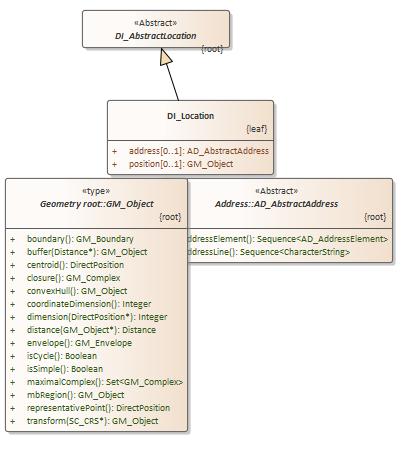 «Abstract»
DI_AbstractLocation
{root}
DI_Location
{leaf}
+ address[0..1]: AD_AbstractAddress
+ position[0..1]: GM_Object
«type»
Geometry root::GM_Object
{root}
+ boundary(): GM_Boundary
+ buffer(Distance*): GM_Object
+ centroid(): DirectPosition
+ closure(): GM_Complex
+ convexHull(): GM_Object
+ coordinateDimension(): Integer
+ dimension(DirectPosition*): Integer
+ distance(GM_Object*): Distance
+ envelope(): GM_Envelope
+ isCycle(): Boolean
+ isSimple(): Boolean
+ maximalComplex(): Set<GM_Complex>
+ mbRegion(): GM_Object
+ representativePoint(): DirectPosition
+ transform(SC_CRS*): GM_Object
«Abstract»
Address::AD_AbstractAddress
{root}
ddressElement(): Sequence<AD_AddressElement>
ddressLine(): Sequence<CharacterString>